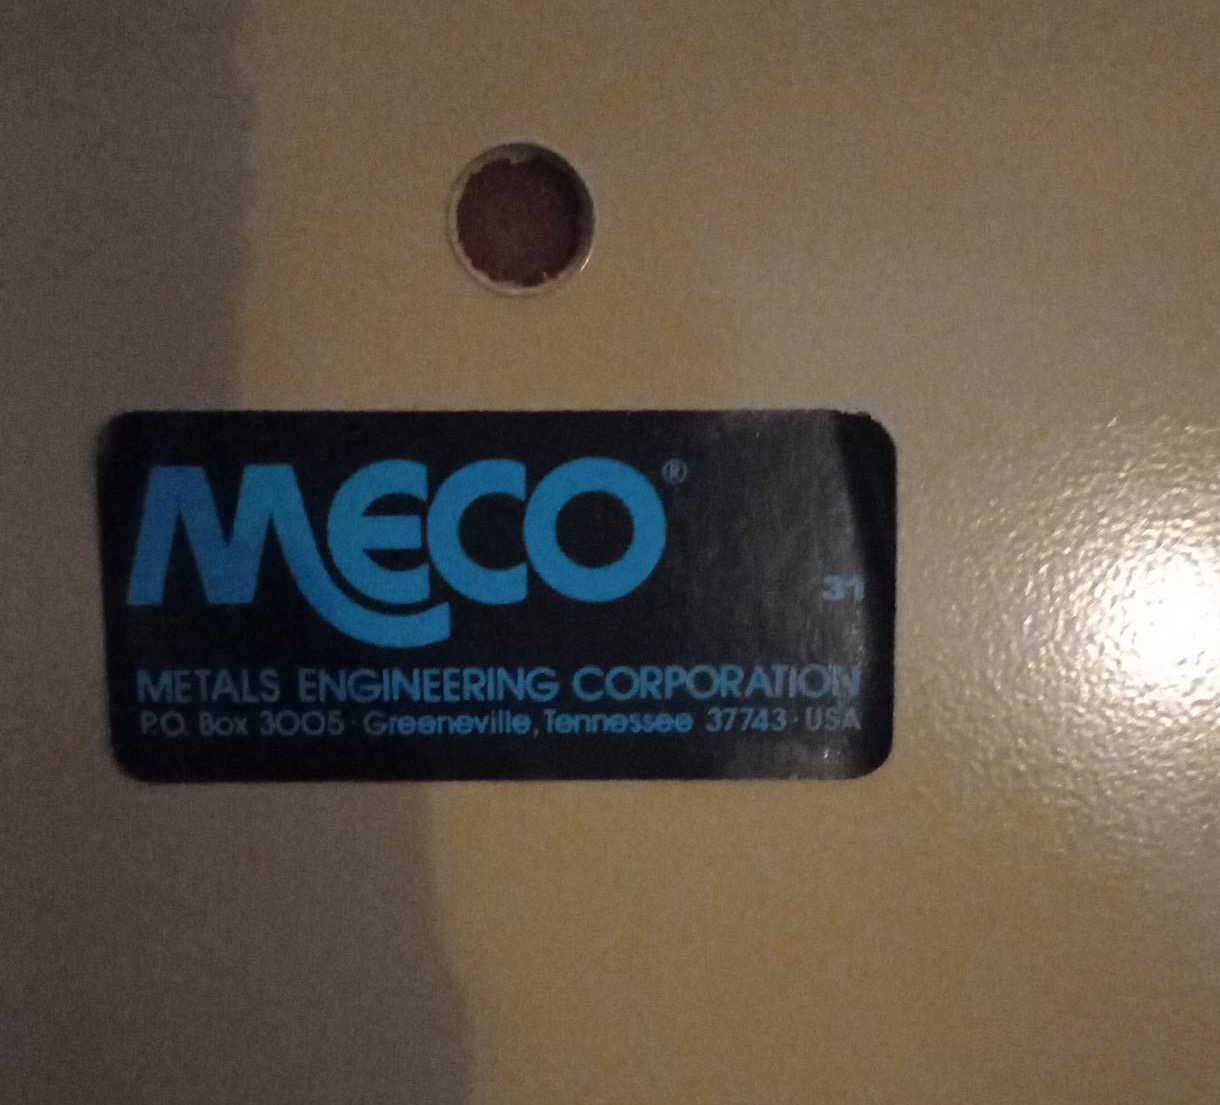 MECO®
31
METALS ENGINEERING CORPORATION
P.O. Box 3005 · Greeneville, Tennessee 37743 · USA